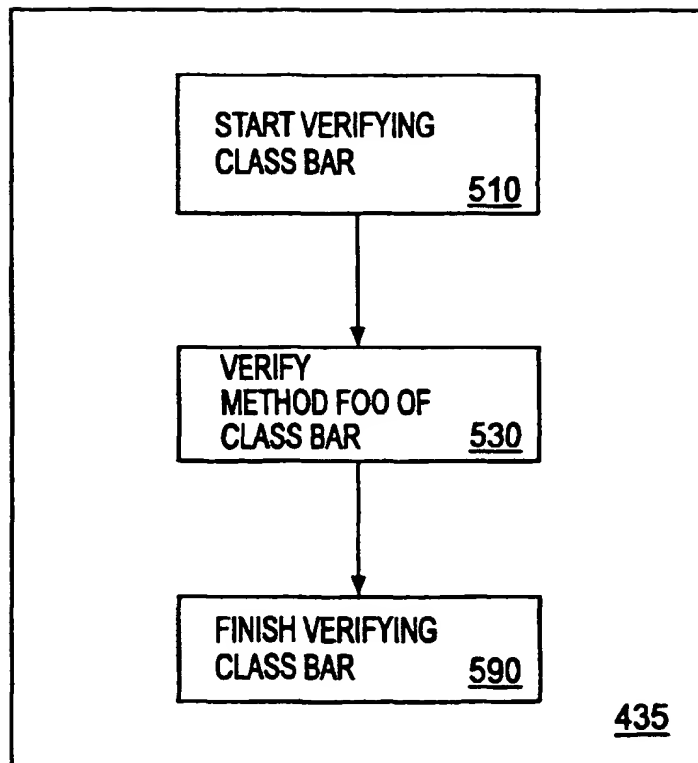 START VERIFYING
CLASS BAR
510
VERIFY
METHOD FOO OF
CLASS BAR
530
FINISH VERIFYING
CLASS BAR
590
435